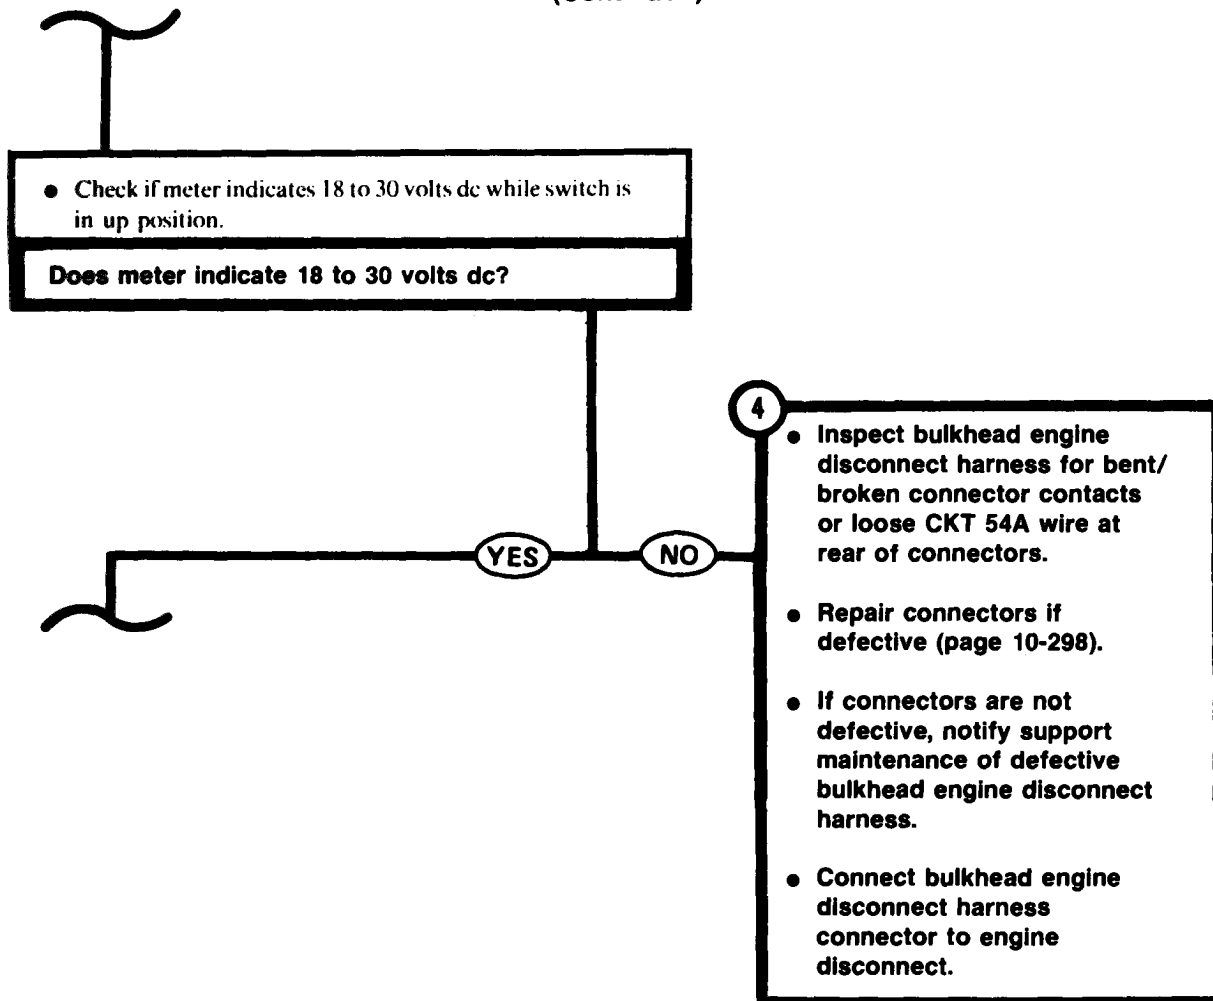 ● Check if meter indicates 18 to 30 volts dc while switch is
in up position.
Does meter indicate 18 to 30 volts dc?
YES
NO
4
● Inspect bulkhead engine
disconnect harness for bent/
broken connector contacts
or loose CKT 54A wire at
rear of connectors.
● Repair connectors if
defective (page 10-298).
● If connectors are not
defective, notify support
maintenance of defective
bulkhead engine disconnect
harness.
● Connect bulkhead engine
disconnect harness
connector to engine
disconnect.